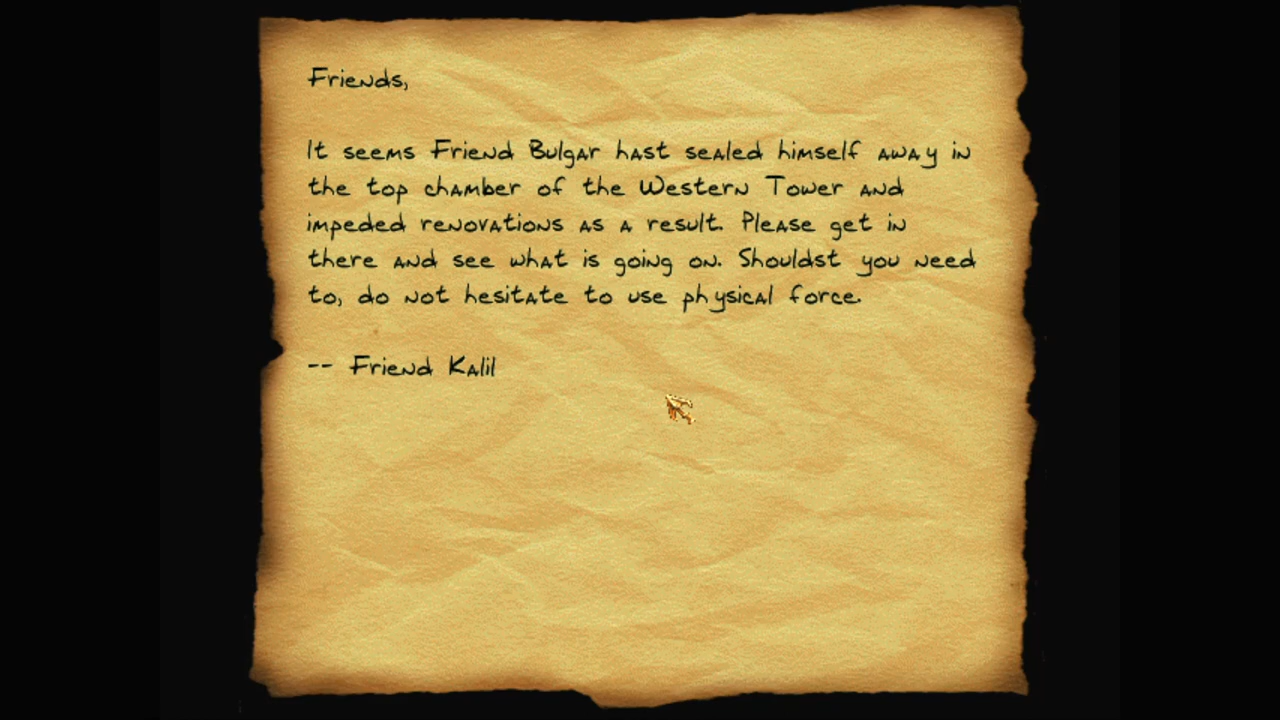 Friends,
It seems Friend Bulgar hast sealed himself away in
the top chamber of the Western Tower and
impeded renovations as a result. Please get in
there and see what is going on. Shouldst you need
to, do not hesitate to use physical force.
-- Friend Kalil